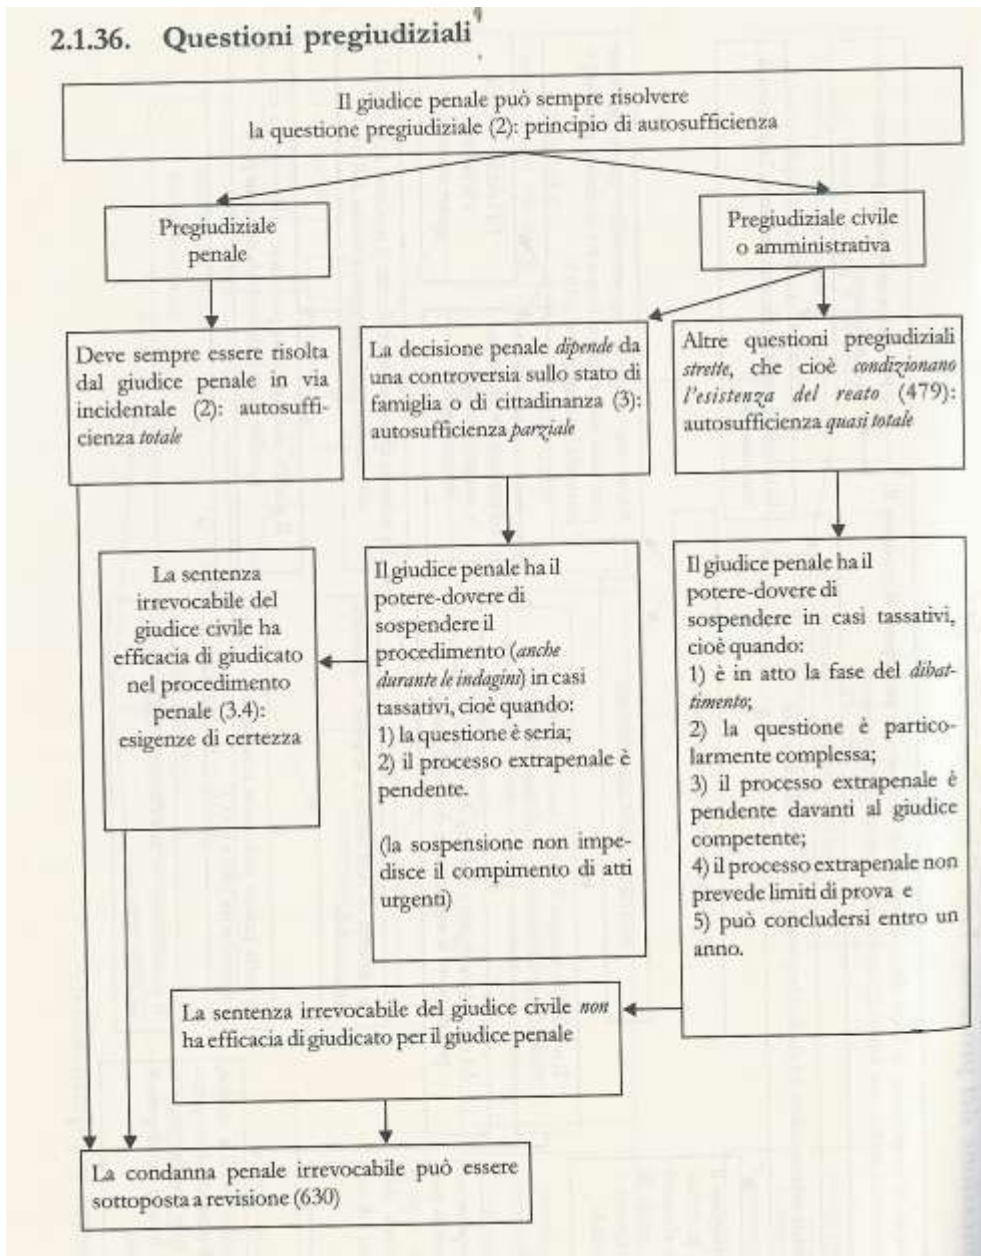 2.1.36. Questioni pregiudiziali
Il giudice penale può sempre risolvere
la questione pregiudiziale (2): principio di autosufficienza
Pregiudiziale
penale
Pregiudiziale civile
o amministrativa
Deve sempre essere risolta
dal giudice penale in via
incidentale (2): autosuffi-
cienza totale
La decisione penale dipende da
una controversia sullo stato di
famiglia o di cittadinanza (3):
autosufficienza parziale
Altre questioni pregiudiziali
strette, che cioè condizionano
l'esistenza del reato (479):
autosufficienza quasi totale
La sentenza
irrevocabile del
giudice civile ha
efficacia di giudicato
nel procedimento
penale (3.4):
esigenze di certezza
Il giudice penale ha il
potere-dovere di
sospendere il
procedimento (anche
durante le indagini) in casi
tassativi, cioè quando:
1) la questione è seria;
2) il processo extrapenale è
pendente.
(la sospensione non impe-
disce il compimento di atti
urgenti)
Il giudice penale ha il
potere-dovere di
sospendere in casi tassativi,
cioè quando:
1) è in atto la fase del dibat-
timento;
2) la questione è partico-
larmente complessa;
3) il processo extrapenale è
pendente davanti al giudice
competente;
4) il processo extrapenale non
prevede limiti di prova e
5) può concludersi entro un
anno.
La sentenza irrevocabile del giudice civile non
ha efficacia di giudicato per il giudice penale
La condanna penale irrevocabile può essere
sottoposta a revisione (630)